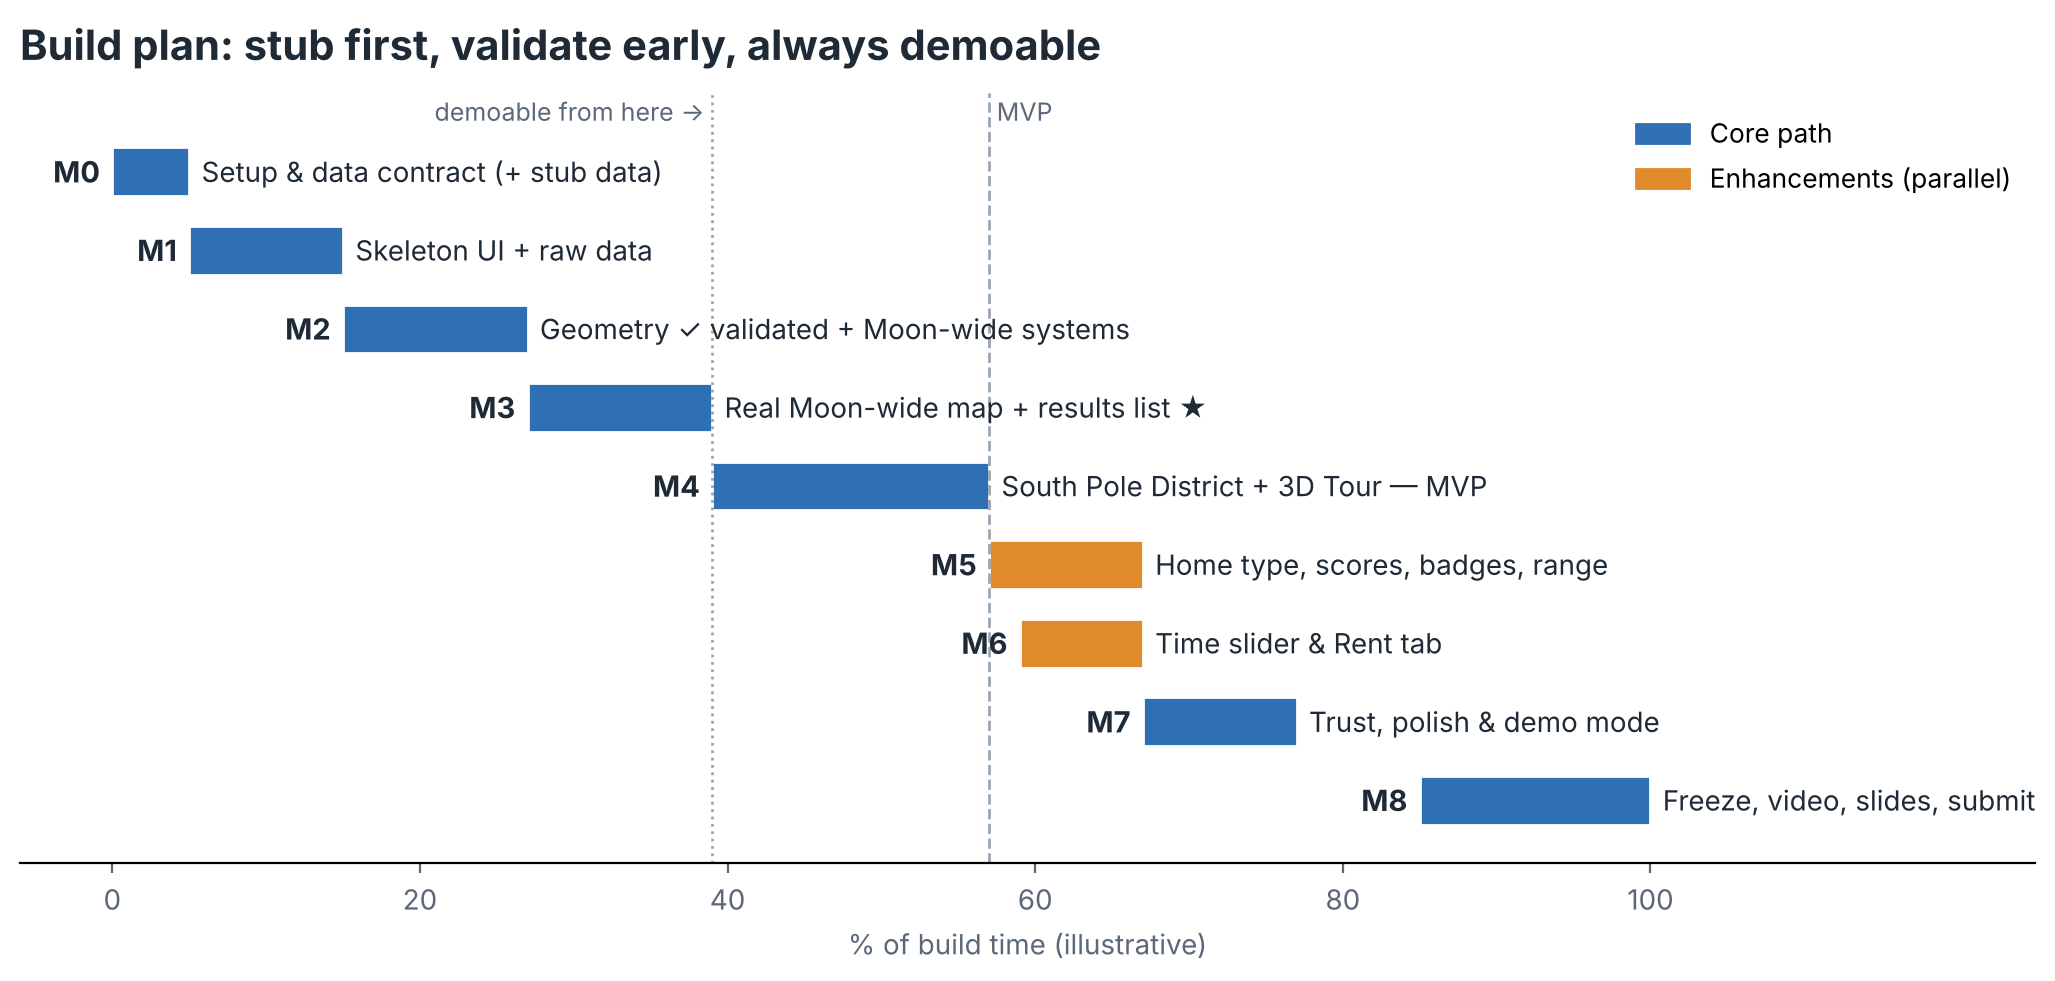 Build plan: stub first, validate early, always demoable
demoable from here →
MVP
Core path
Enhancements (parallel)
M0 Setup & data contract (+ stub data)
M1 Skeleton UI + raw data
M2 Geometry ✓ validated + Moon-wide systems
M3 Real Moon-wide map + results list ★
M4 South Pole District + 3D Tour — MVP
M5 Home type, scores, badges, range
M6 Time slider & Rent tab
M7 Trust, polish & demo mode
M8 Freeze, video, slides, submit
0 20 40 60 80 100
% of build time (illustrative)